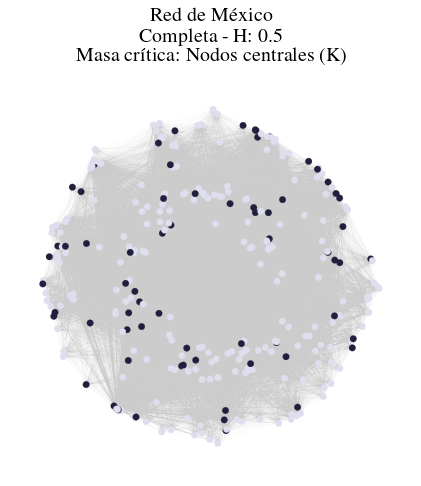 Red de México
Completa - H: 0.5
Masa crítica: Nodos centrales (K)